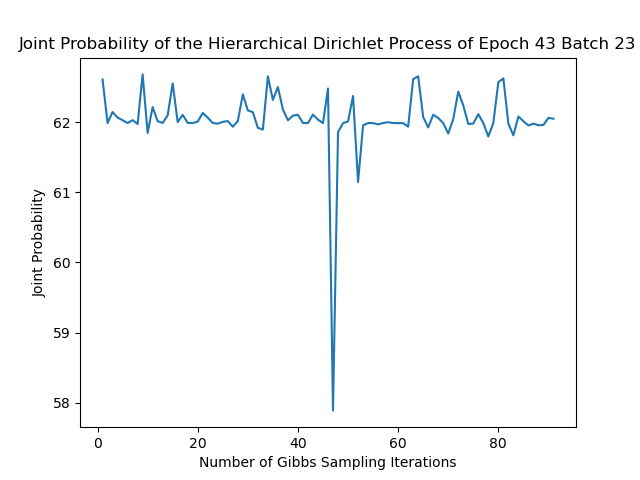 Joint Probability of the Hierarchical Dirichlet Process of Epoch 43 Batch 23
62
61
60
59
58
Joint Probability
0 20 40 60 80
Number of Gibbs Sampling Iterations